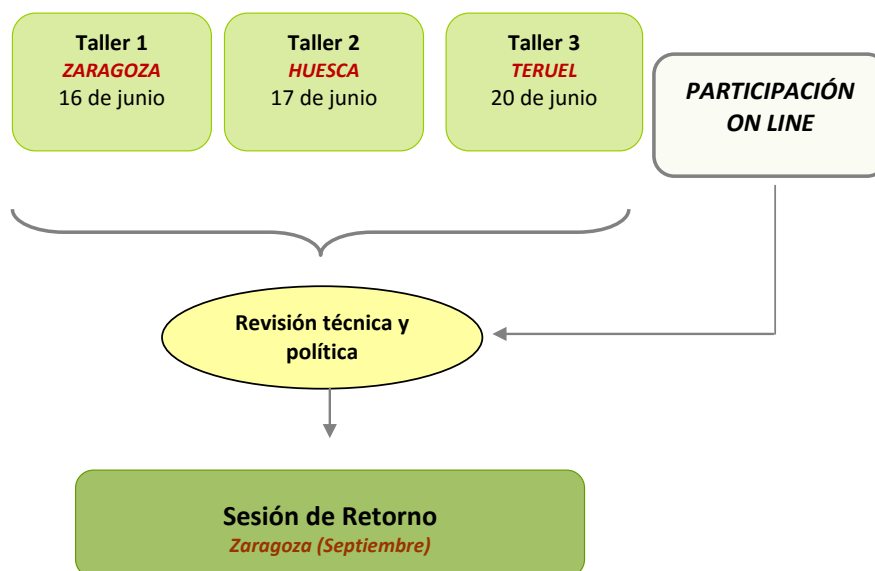 Taller 1
ZARAGOZA
16 de junio
Taller 2
HUESCA
17 de junio
Taller 3
TERUEL
20 de junio
PARTICIPACIÓN
ON LINE
Revisión técnica y
política
Sesión de Retorno
Zaragoza (Septiembre)